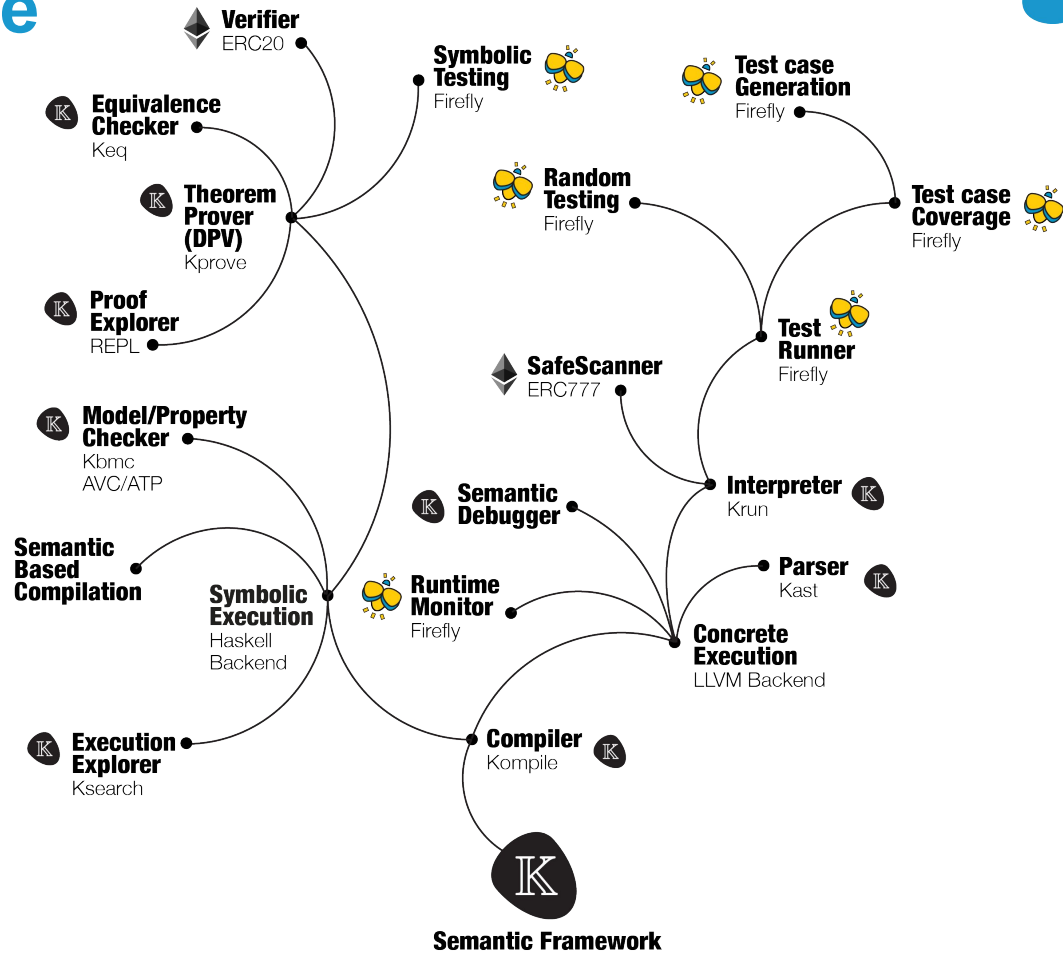 e
Verifier
ERC20
Symbolic
Testing
Firefly
Test case
Generation
Firefly
Equivalence
Checker
Keq
Random
Testing
Firefly
Theorem
Prover
(DPV)
Kprove
Test case
Coverage
Firefly
Proof
Explorer
REPL
Test
Runner
Firefly
SafeScanner
ERC777
Model/Property
Checker
Kbmc
AVC/ATP
Semantic
Debugger
Interpreter
Krun
Semantic
Based
Compilation
Symbolic
Execution
Haskell
Backend
Runtime
Monitor
Firefly
Parser
Kast
Concrete
Execution
LLVM Backend
Execution
Explorer
Ksearch
Compiler
Kompile
K
Semantic Framework